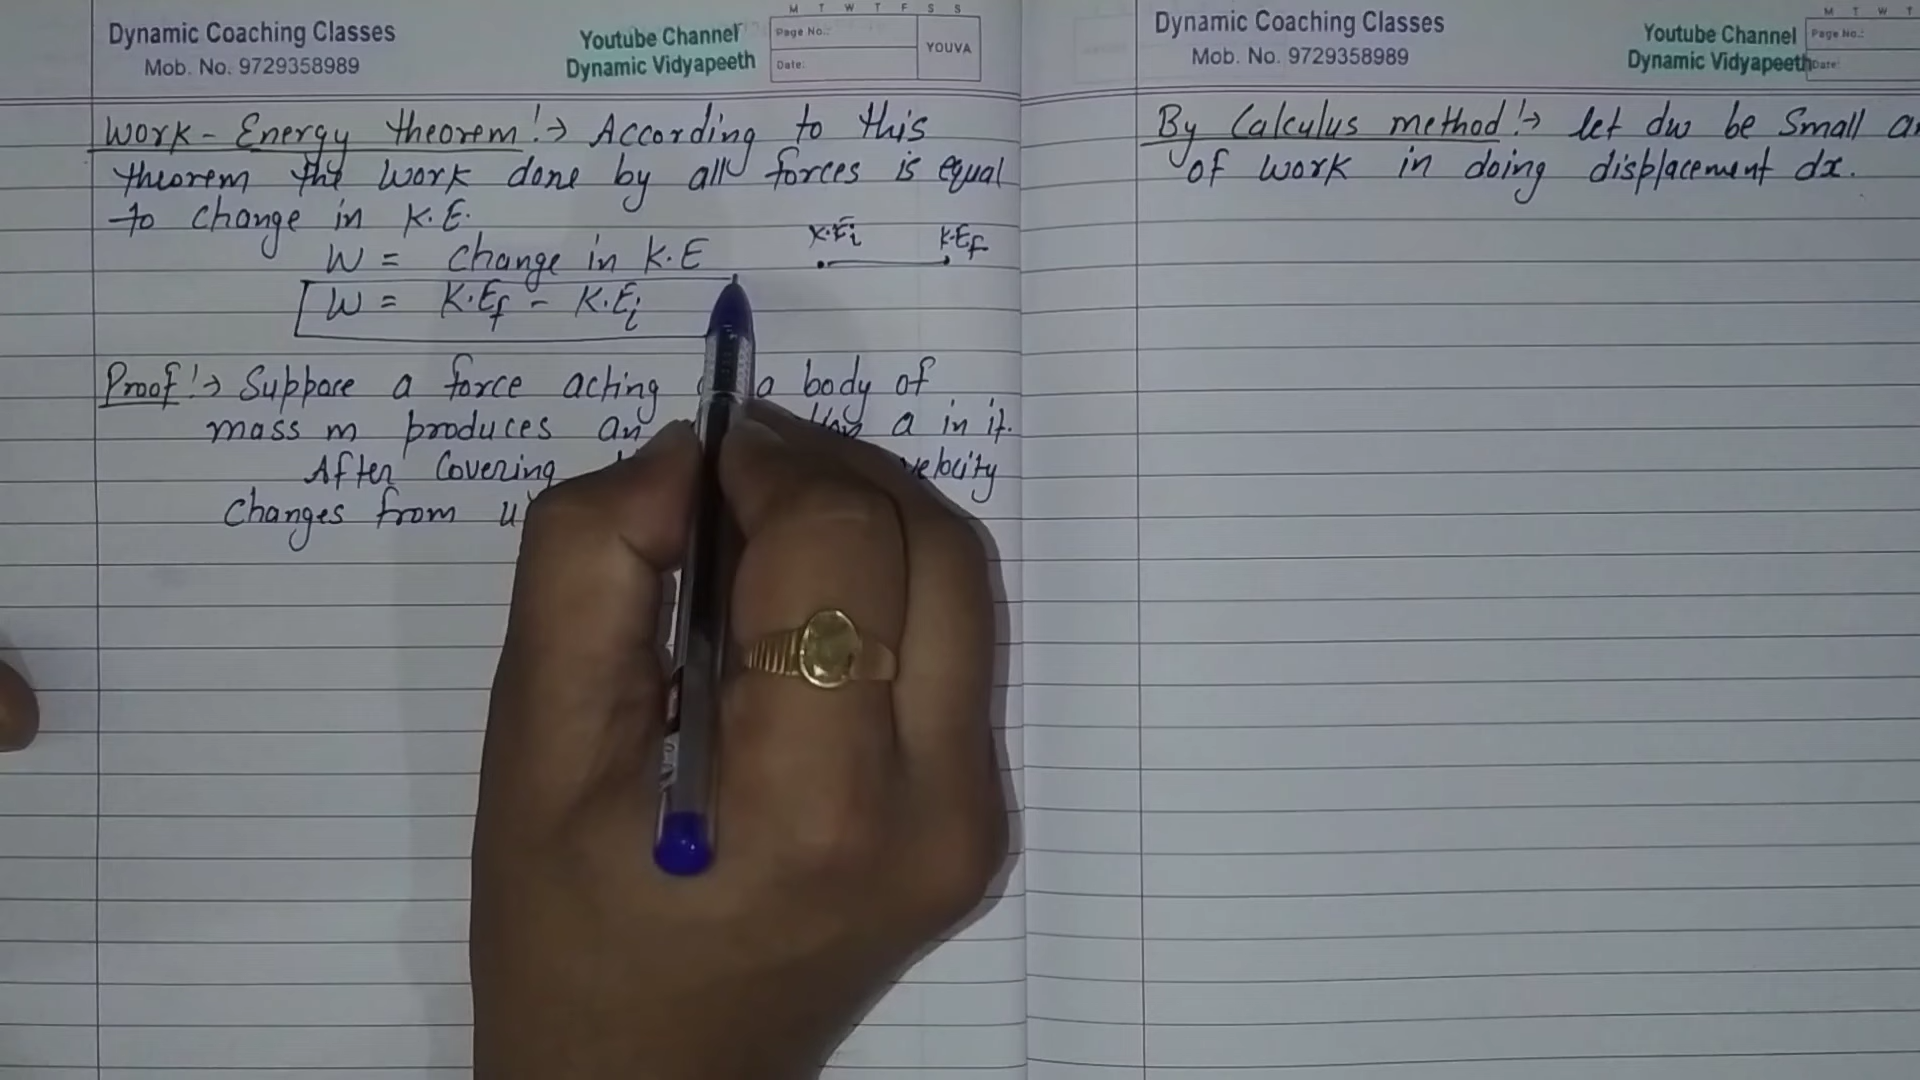 M T W T F S S
Dynamic Coaching Classes
Mob. No. 9729358989
Youtube Channel
Dynamic Vidyapeeth
Page No.:
Date:
YOUVA
Work-Energy theorem :→ According to this
theorem the work done by all forces is equal
to change in K.E.
W = change in K.E
K.Ei K.Ef
W = K.Ef - K.Ei
Proof :→ Suppose a force acting a body of
mass m produces an a in it.
After Covering velocity
changes from u
M T W T
Dynamic Coaching Classes
Mob. No. 9729358989
Youtube Channel
Dynamic Vidyapeeth
Page No.:
Date:
By Calculus method :→ let dw be small
of work in doing displacement dx.